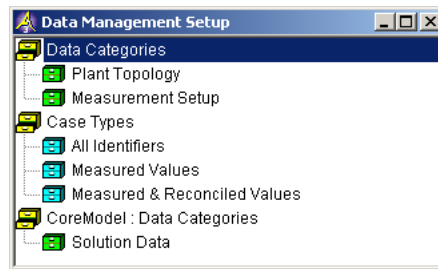 Data Management Setup
Data Categories
Plant Topology
Measurement Setup
Case Types
All Identifiers
Measured Values
Measured & Reconciled Values
CoreModel : Data Categories
Solution Data